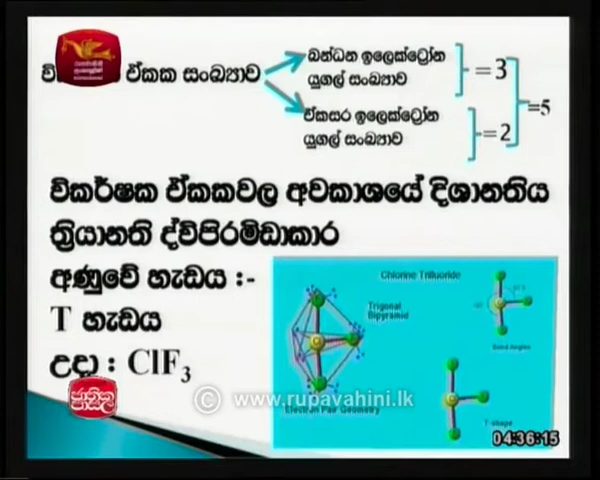 බන්ධන ඉලෙක්ට්‍රෝන
යුගල් සංඛ්‍යාව
= 3
ඒකක සංඛ්‍යාව
=5
ඒකසර ඉලෙක්ට්‍රෝන
යුගල් සංඛ්‍යාව
=2
විකර්ෂක ඒකකවල අවකාශයේ දිශානතිය
ත්‍රියානති ද්විපිරමිඩාකාර
අණුවේ හැඩය :-
T හැඩය
උදා : ClF3
Chlorine Trifluoride
Trigonal
Bipyramid
Bond Angles
Electron Pair Geometry
T-shape
ජාතික
පාසල
© www.rupavahini.lk
04:36:15